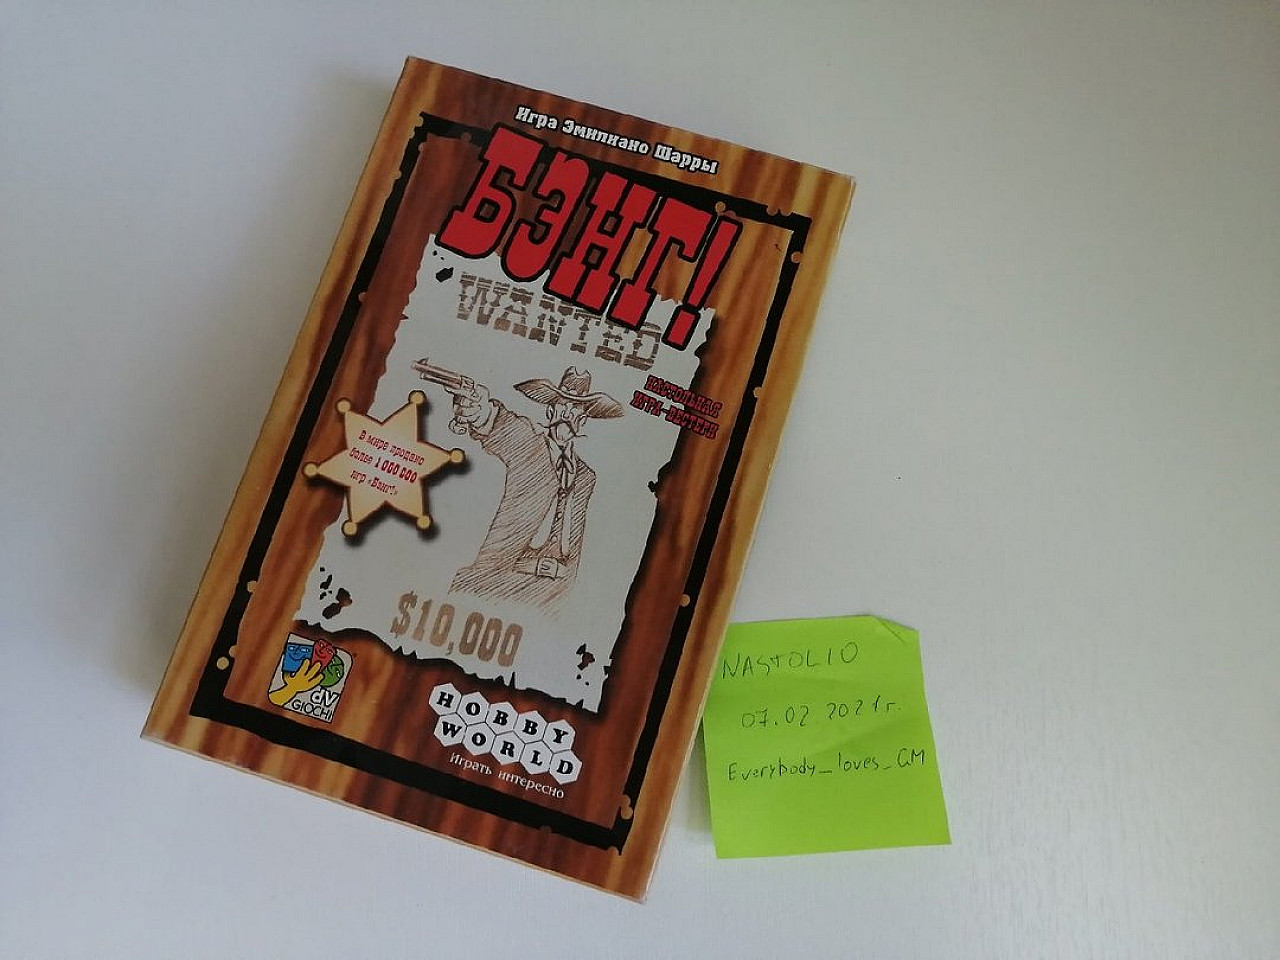 Игра Эмилиано Шарры
БЭНГ!
WANTED
НАСТОЛЬНАЯ
ИГРА-ВЕСТЕРН
В мире продано
более 1 000 000
игр «Бэнг!»
$10,000
dV
GIOCHI
HOBBY
WORLD
Играть интересно
NASTOLIO
07.02.2021г.
Everybody_loves_GM